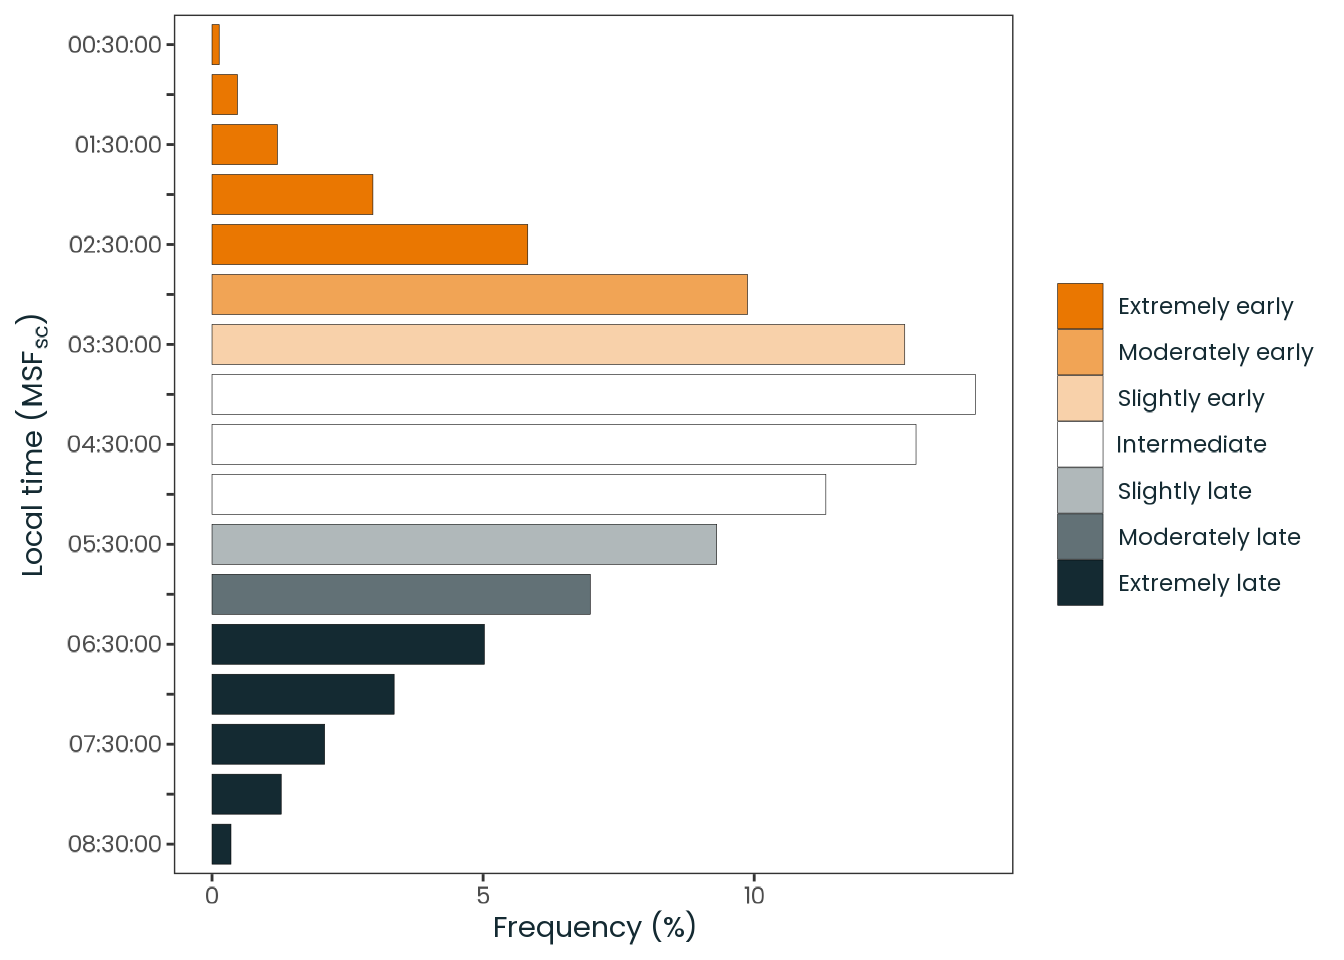 00:30:00
01:30:00
02:30:00
03:30:00
04:30:00
05:30:00
06:30:00
07:30:00
08:30:00
Local time (MSFsc)
0 5 10
Frequency (%)
Extremely early
Moderately early
Slightly early
Intermediate
Slightly late
Moderately late
Extremely late